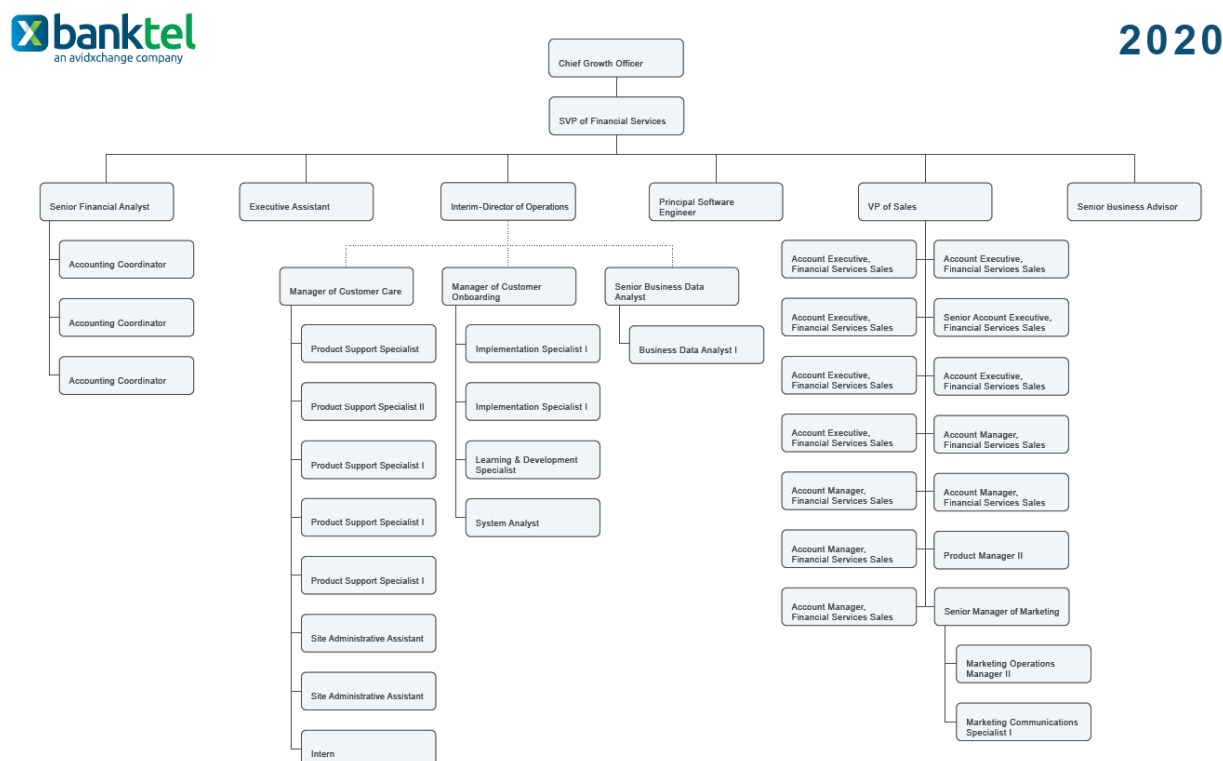 banktel
an avidxchange company
2020
Chief Growth Officer
SVP of Financial Services
Senior Financial Analyst
Accounting Coordinator
Accounting Coordinator
Accounting Coordinator
Executive Assistant
Interim-Director of Operations
Manager of Customer Care
Product Support Specialist
Product Support Specialist II
Product Support Specialist I
Product Support Specialist I
Product Support Specialist I
Site Administrative Assistant
Site Administrative Assistant
Intern
Manager of Customer
Onboarding
Implementation Specialist I
Implementation Specialist I
Learning & Development
Specialist
System Analyst
Senior Business Data
Analyst
Business Data Analyst I
Principal Software
Engineer
VP of Sales
Account Executive,
Financial Services Sales
Account Executive,
Financial Services Sales
Account Executive,
Financial Services Sales
Account Executive,
Financial Services Sales
Account Manager,
Financial Services Sales
Account Manager,
Financial Services Sales
Account Manager,
Financial Services Sales
Account Executive,
Financial Services Sales
Senior Account Executive,
Financial Services Sales
Account Executive,
Financial Services Sales
Account Manager,
Financial Services Sales
Account Manager,
Financial Services Sales
Product Manager II
Senior Manager of Marketing
Marketing Operations
Manager II
Marketing Communications
Specialist I
Senior Business Advisor